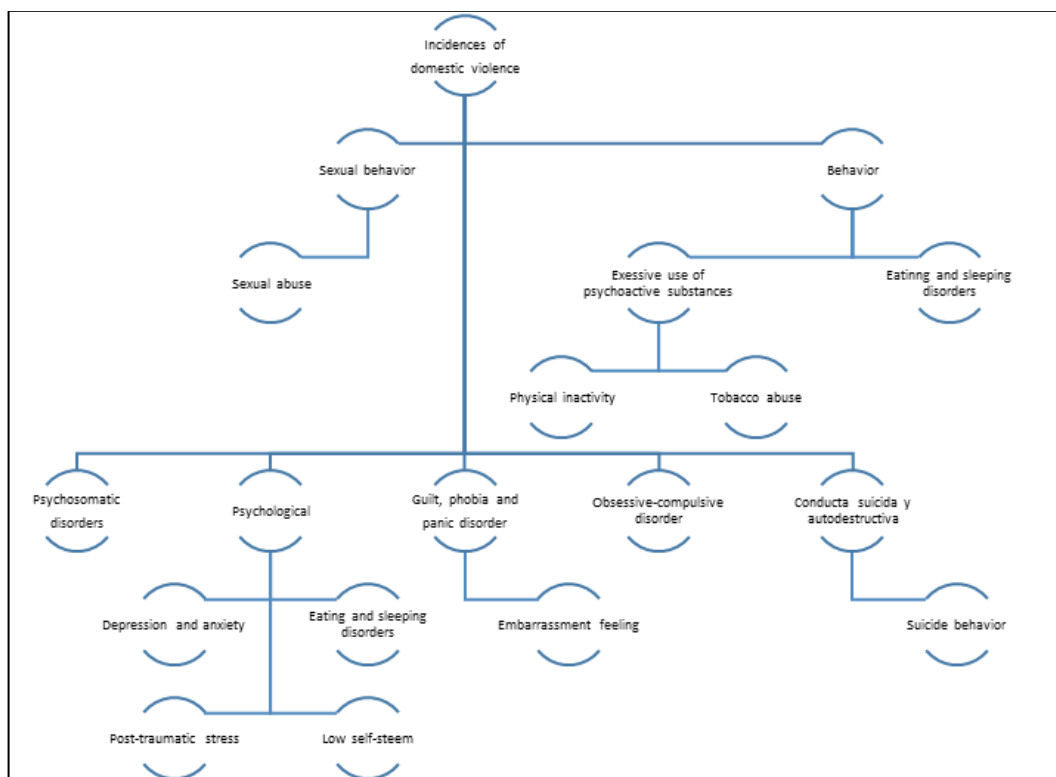 Incidences of
domestic violence
Sexual behavior
Behavior
Sexual abuse
Exessive use of
psychoactive substances
Eatinng and sleeping
disorders
Physical inactivity
Tobacco abuse
Psychosomatic
disorders
Psychological
Guilt, phobia and
panic disorder
Obsessive-compulsive
disorder
Conducta suicida y
autodestructiva
Depression and anxiety
Eating and sleeping
disorders
Embarrassment feeling
Suicide behavior
Post-traumatic stress
Low self-steem